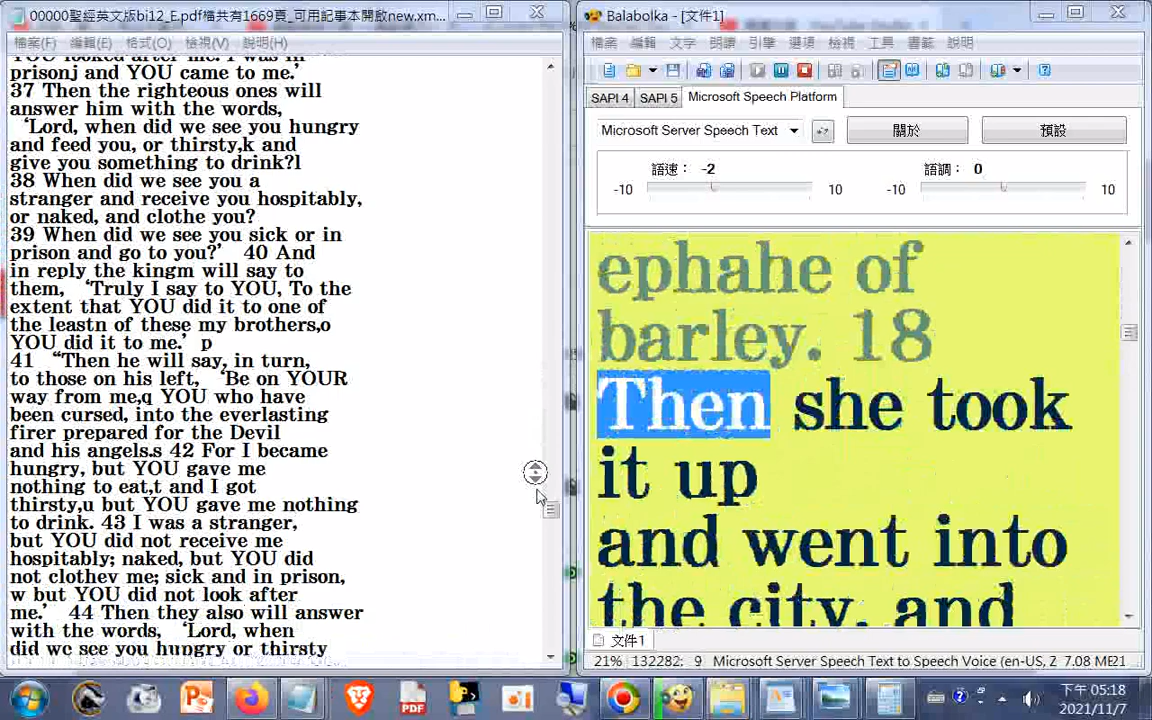 00000聖經英文版bi12_E.pdf檔共有1669頁_可用記事本開啟new.xm...
檔案(F) 編輯(E) 格式(O) 檢視(V) 說明(H)
YOU looked after me. I was in
prisonj and YOU came to me.’
37 Then the righteous ones will
answer him with the words,
‘Lord, when did we see you hungry
and feed you, or thirsty,k and
give you something to drink?l
38 When did we see you a
stranger and receive you hospitably,
or naked, and clothe you?
39 When did we see you sick or in
prison and go to you?’ 40 And
in reply the kingm will say to
them, ‘Truly I say to YOU, To the
extent that YOU did it to one of
the leastn of these my brothers,o
YOU did it to me.’ p
41 “Then he will say, in turn,
to those on his left, ‘Be on YOUR
way from me,q YOU who have
been cursed, into the everlasting
firer prepared for the Devil
and his angels.s 42 For I became
hungry, but YOU gave me
nothing to eat,t and I got
thirsty,u but YOU gave me nothing
to drink. 43 I was a stranger,
but YOU did not receive me
hospitably; naked, but YOU did
not clothev me; sick and in prison,
w but YOU did not look after
me.’ 44 Then they also will answer
with the words, ‘Lord, when
did we see you hungry or thirsty
Balabolka - [文件1]
檔案 編輯 文字 朗讀 引擎 選項 檢視 工具 書籤 說明
SAPI 4 SAPI 5 Microsoft Speech Platform
Microsoft Server Speech Text 關於 預設
語速： -2 語調： 0
-10 10 -10 10
ephahe of
barley. 18
Then she took
it up
and went into
the city, and
文件1
21% 132282; 9 Microsoft Server Speech Text to Speech Voice (en-US, Z 7.08 ME21
PDF
下午 05:18
2021/11/7